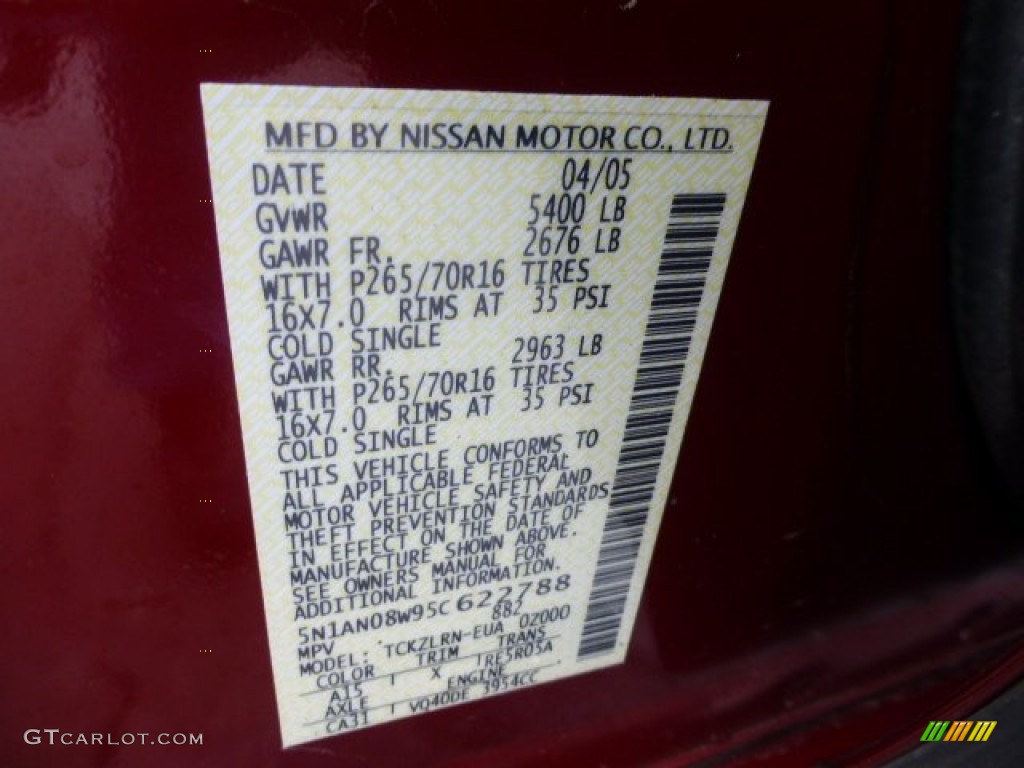 MFD BY NISSAN MOTOR CO., LTD.
DATE 04/05
GVWR 5400 LB
GAWR FR. 2676 LB
WITH P265/70R16 TIRES
16X7.0 RIMS AT 35 PSI
COLD SINGLE
GAWR RR. 2963 LB
WITH P265/70R16 TIRES
16X7.0 RIMS AT 35 PSI
COLD SINGLE
THIS VEHICLE CONFORMS TO
ALL APPLICABLE FEDERAL
MOTOR VEHICLE SAFETY AND
THEFT PREVENTION STANDARDS
IN EFFECT ON THE DATE OF
MANUFACTURE SHOWN ABOVE.
SEE OWNERS MANUAL FOR
ADDITIONAL INFORMATION.
5N1AN08W95C622788
MPV 882
MODEL: TCKZLRN-EUA 0Z000
COLOR TRIM TRANS
A15 X RE5R05A
AXLE ENGINE
CA31 VQ40DE 3954CC
GTCARLOT.COM